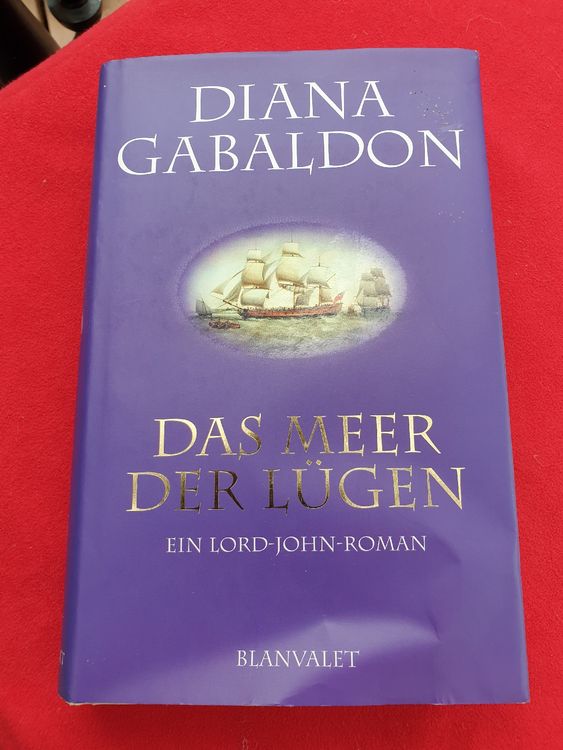 DIANA
GABALDON
DAS MEER
DER LÜGEN
EIN LORD-JOHN-ROMAN
BLANVALET